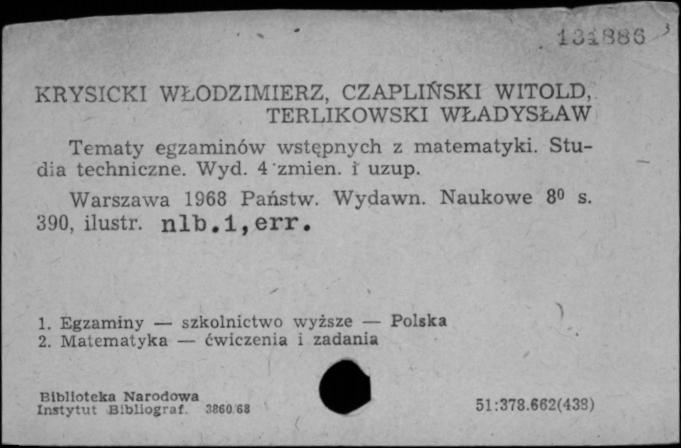 131886
KRYSICKI WŁODZIMIERZ, CZAPLIŃSKI WITOLD,
TERLIKOWSKI WŁADYSŁAW
Tematy egzaminów wstępnych z matematyki. Stu-
dia techniczne. Wyd. 4 zmien. i uzup.
Warszawa 1968 Państw. Wydawn. Naukowe 8⁰ s.
390, ilustr. nlb.1,err.
1. Egzaminy — szkolnictwo wyższe — Polska
2. Matematyka — ćwiczenia i zadania
Biblioteka Narodowa
Instytut Bibliograf. 3860/68
51:378.662(438)